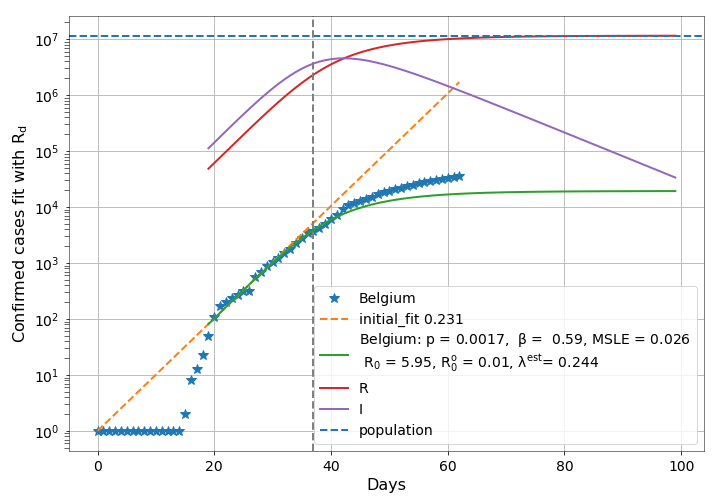 Confirmed cases fit with R_d
10⁷
10⁶
10⁵
10⁴
10³
10²
10¹
10⁰
Belgium
initial_fit 0.231
Belgium: p = 0.0017,  β =  0.59, MSLE = 0.026
R₀ = 5.95, R₀ᵒ = 0.01, λᵉˢᵗ= 0.244
R
I
population
0 20 40 60 80 100
Days